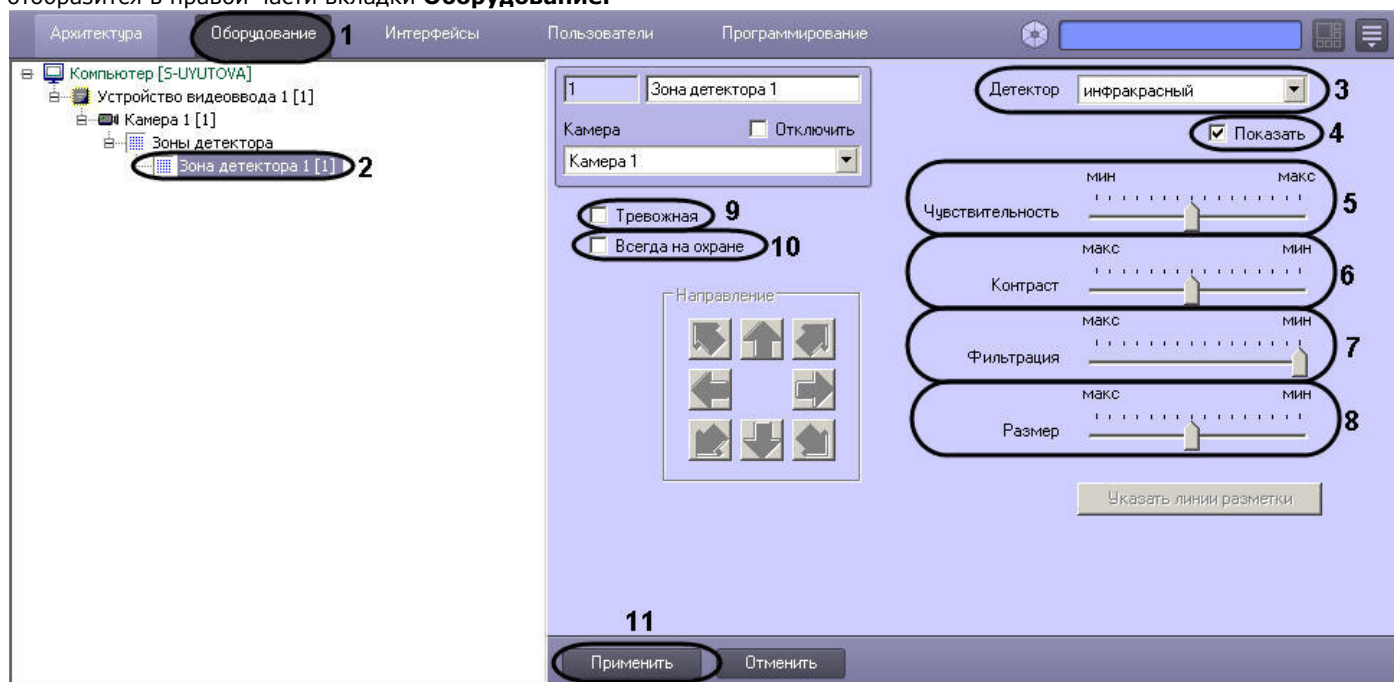 отобразится в правой части вкладки Оборудование.
Архитектура Оборудование 1 Интерфейсы Пользователи Программирование
Компьютер [S-UYUTOVA]
Устройство видеоввода 1 [1]
Камера 1 [1]
Зоны детектора
Зона детектора 1 [1] 2
1 Зона детектора 1
Камера Отключить
Камера 1
Тревожная 9
Всегда на охране 10
Направление
Детектор инфракрасный 3
Показать 4
мин макс
Чувствительность 5
макс мин
Контраст 6
макс мин
Фильтрация 7
макс мин
Размер 8
Указать линии разметки
11
Применить Отменить